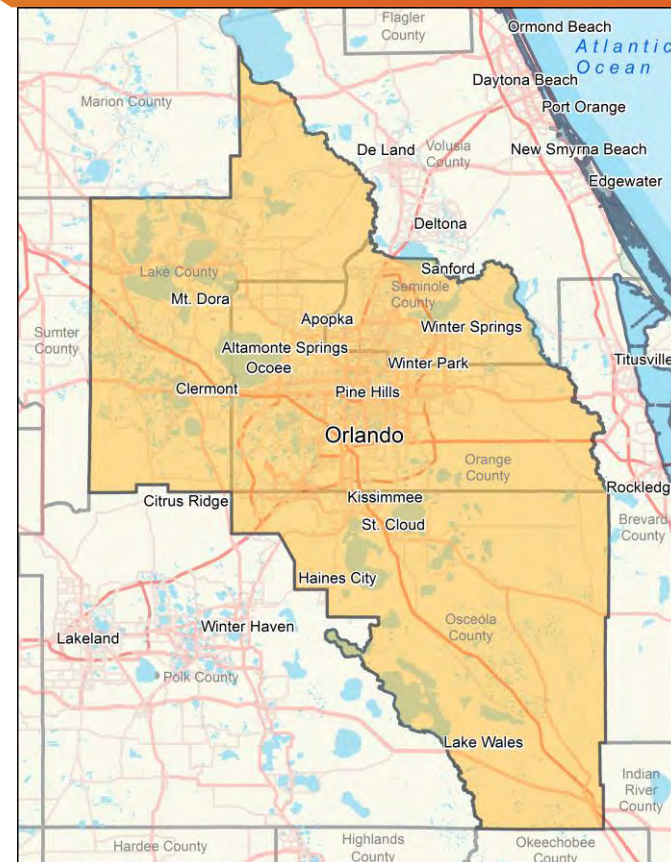 Flagler
County
Ormond Beach
Atlantic
Ocean
Daytona Beach
Marion County
Port Orange
De Land
Volusia
County
New Smyrna Beach
Edgewater
Deltona
Lake County
Sanford
Seminole
County
Mt. Dora
Apopka
Winter Springs
Sumter
County
Altamonte Springs
Titusville
Ocoee
Winter Park
Clermont
Pine Hills
Orlando
Orange
County
Citrus Ridge
Kissimmee
Rockledg
St. Cloud
Brevard
County
Haines City
Osceola
County
Lakeland
Winter Haven
Polk County
Lake Wales
Indian
River
County
Hardee County
Highlands
County
Okeechobee
County